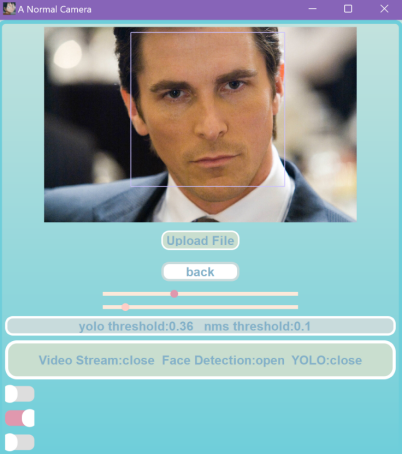 A Normal Camera
Upload File
back
yolo threshold:0.36 nms threshold:0.1
Video Stream:close Face Detection:open YOLO:close